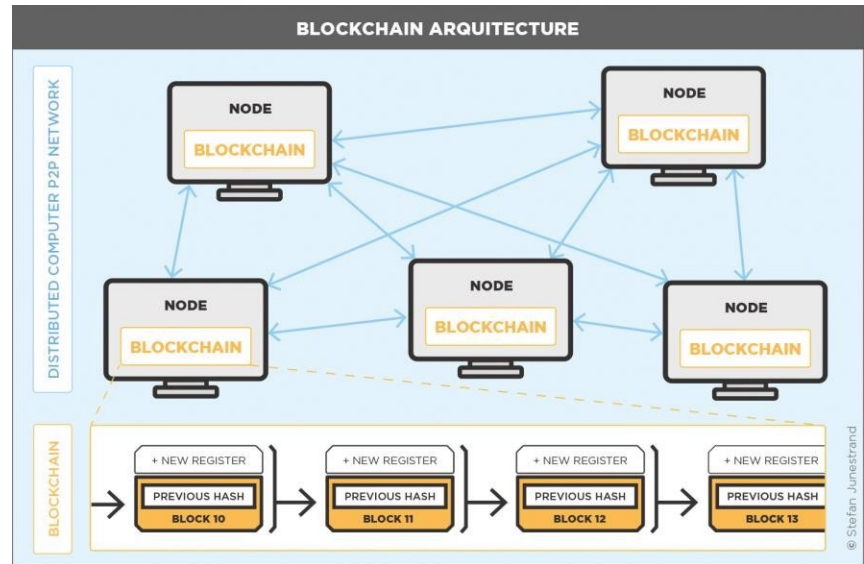 BLOCKCHAIN ARQUITECTURE
DISTRIBUTED COMPUTER P2P NETWORK
NODE
BLOCKCHAIN
NODE
BLOCKCHAIN
NODE
BLOCKCHAIN
NODE
BLOCKCHAIN
NODE
BLOCKCHAIN
BLOCKCHAIN
+ NEW REGISTER
PREVIOUS HASH
BLOCK 10
+ NEW REGISTER
PREVIOUS HASH
BLOCK 11
+ NEW REGISTER
PREVIOUS HASH
BLOCK 12
+ NEW REGISTER
PREVIOUS HASH
BLOCK 13
© Stefan Junestrand